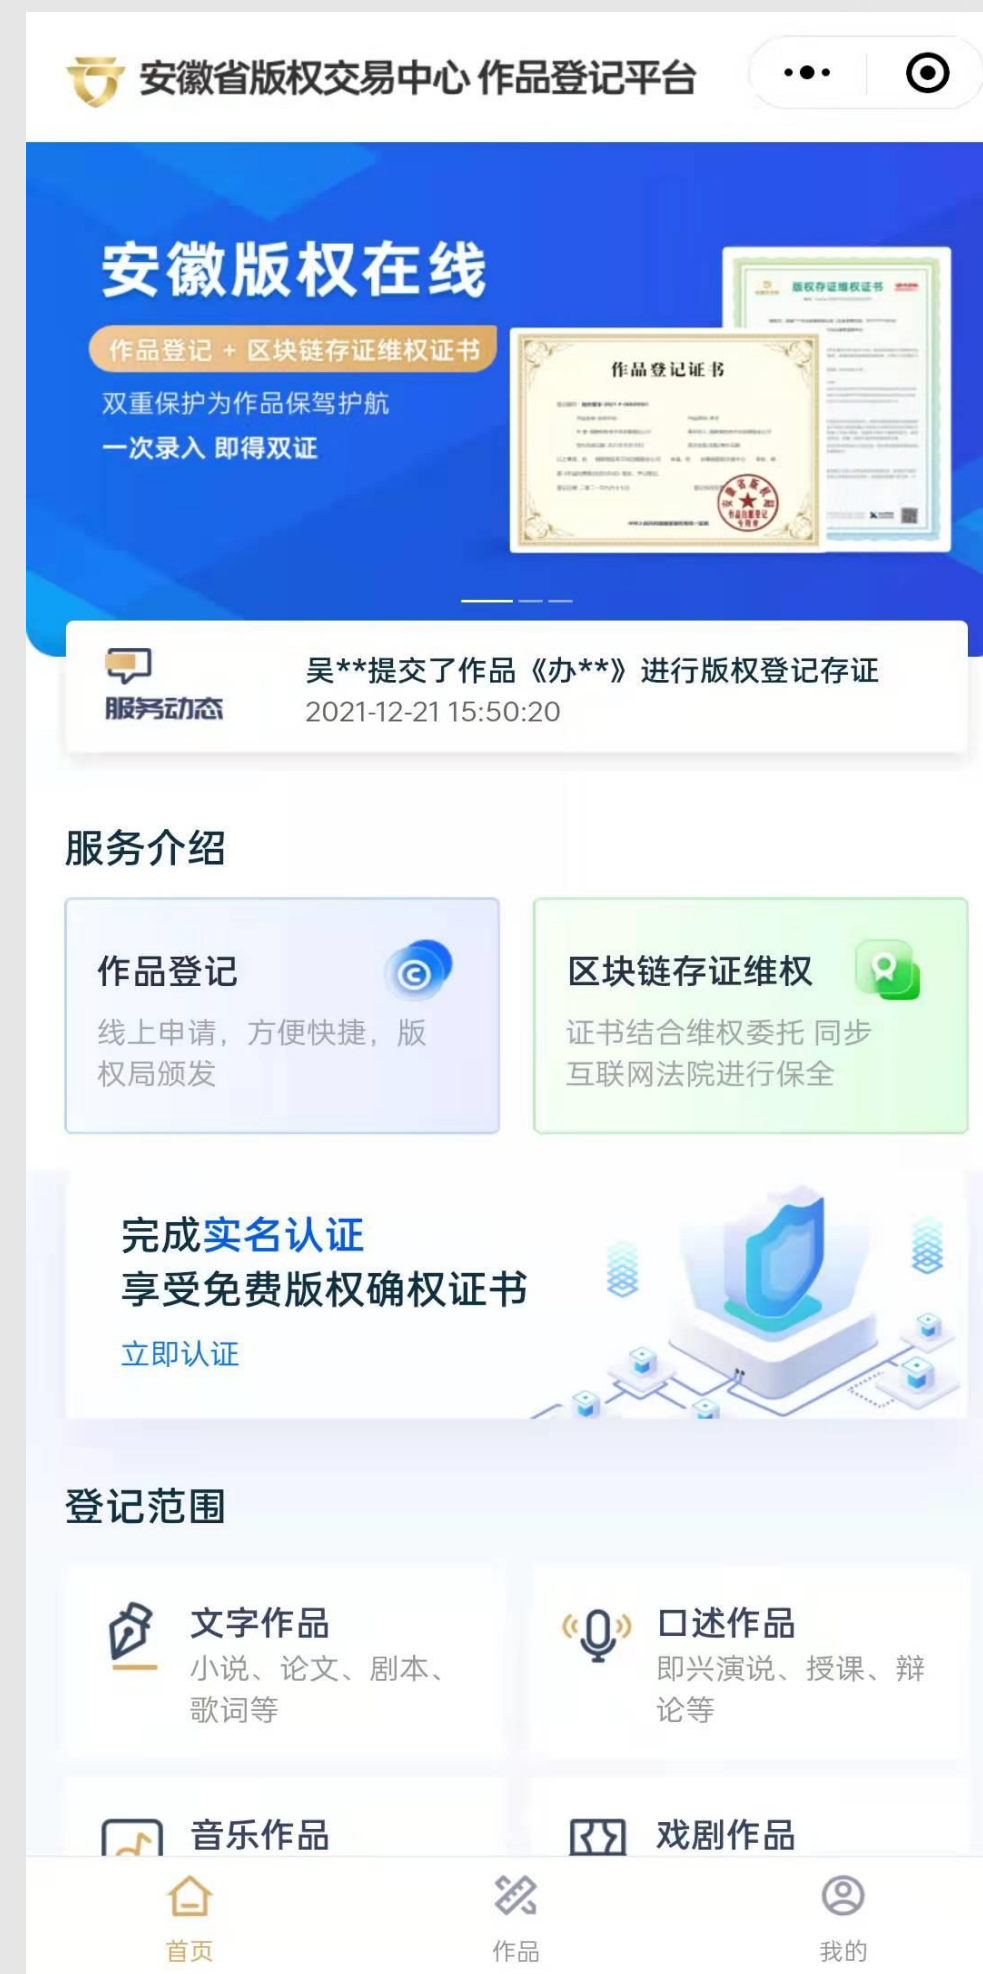 安徽省版权交易中心 作品登记平台
安徽版权在线
作品登记 + 区块链存证维权证书
双重保护为作品保驾护航
一次录入 即得双证
版权存证维权证书
作品登记证书
服务动态
吴**提交了作品《办**》进行版权登记存证
2021-12-21 15:50:20
服务介绍
作品登记
线上申请，方便快捷，版
权局颁发
区块链存证维权
证书结合维权委托 同步
互联网法院进行保全
完成实名认证
享受免费版权确权证书
立即认证
登记范围
文字作品
小说、论文、剧本、
歌词等
口述作品
即兴演说、授课、辩
论等
音乐作品
戏剧作品
首页
作品
我的